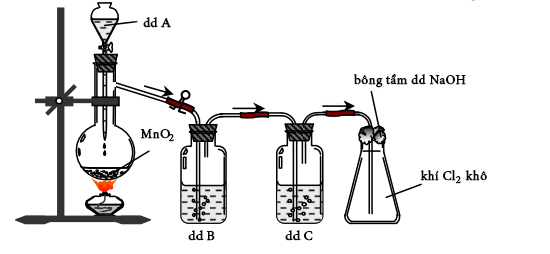 dd A
bông tẩm dd NaOH
MnO₂
khí Cl₂ khô
dd B
dd C